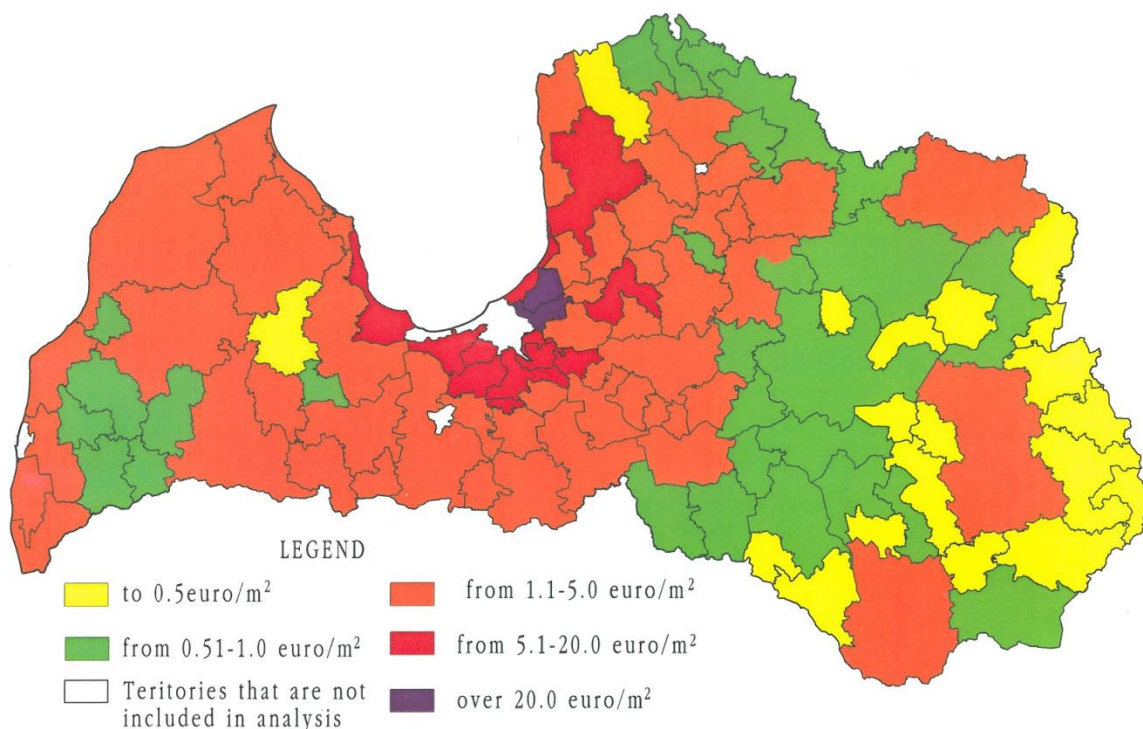 LEGEND
to 0.5euro/m²
from 0.51-1.0 euro/m²
Teritories that are not
included in analysis
from 1.1-5.0 euro/m²
from 5.1-20.0 euro/m²
over 20.0 euro/m²